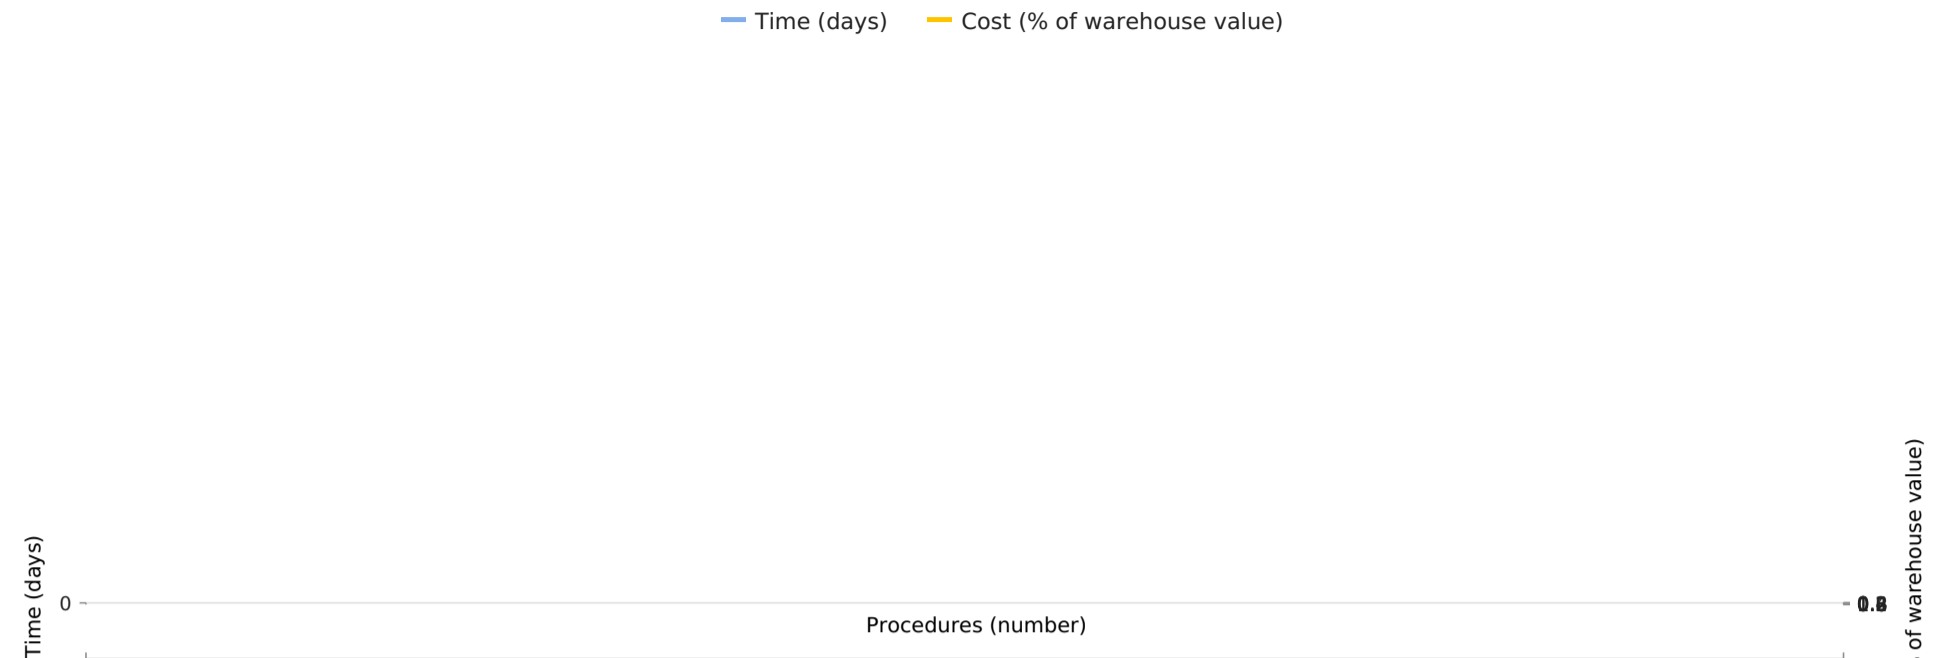 Time (days) Cost (% of warehouse value)
Time (days)
0
Procedures (number)
of warehouse value)